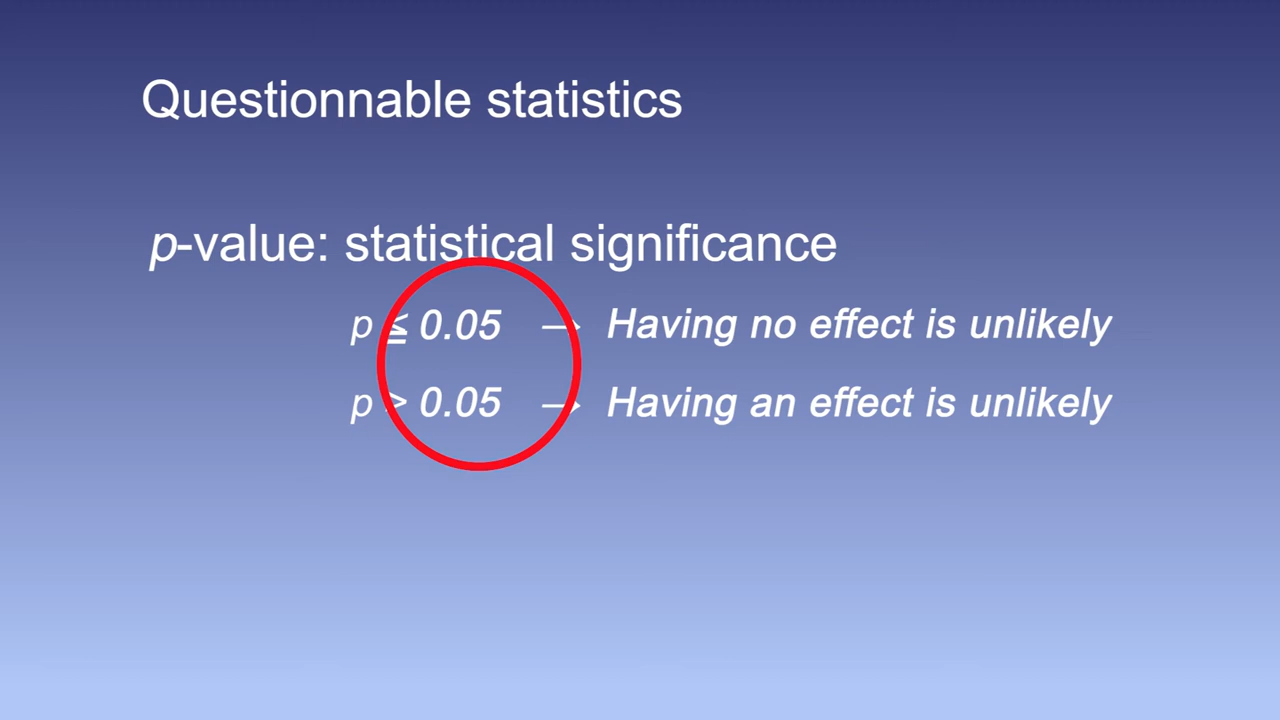 Questionnable statistics
p-value: statistical significance
p ≤ 0.05 → Having no effect is unlikely
p > 0.05 → Having an effect is unlikely